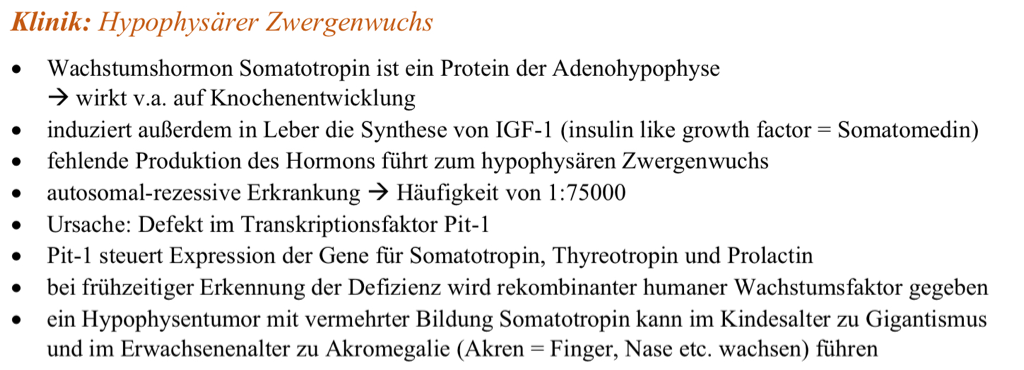 Klinik: Hypophysärer Zwergenwuchs
• Wachstumshormon Somatotropin ist ein Protein der Adenohypophyse
→ wirkt v.a. auf Knochenentwicklung
• induziert außerdem in Leber die Synthese von IGF-1 (insulin like growth factor = Somatomedin)
• fehlende Produktion des Hormons führt zum hypophysären Zwergenwuchs
• autosomal-rezessive Erkrankung → Häufigkeit von 1:75000
• Ursache: Defekt im Transkriptionsfaktor Pit-1
• Pit-1 steuert Expression der Gene für Somatotropin, Thyreotropin und Prolactin
• bei frühzeitiger Erkennung der Defizienz wird rekombinanter humaner Wachstumsfaktor gegeben
• ein Hypophysentumor mit vermehrter Bildung Somatotropin kann im Kindesalter zu Gigantismus
und im Erwachsenenalter zu Akromegalie (Akren = Finger, Nase etc. wachsen) führen